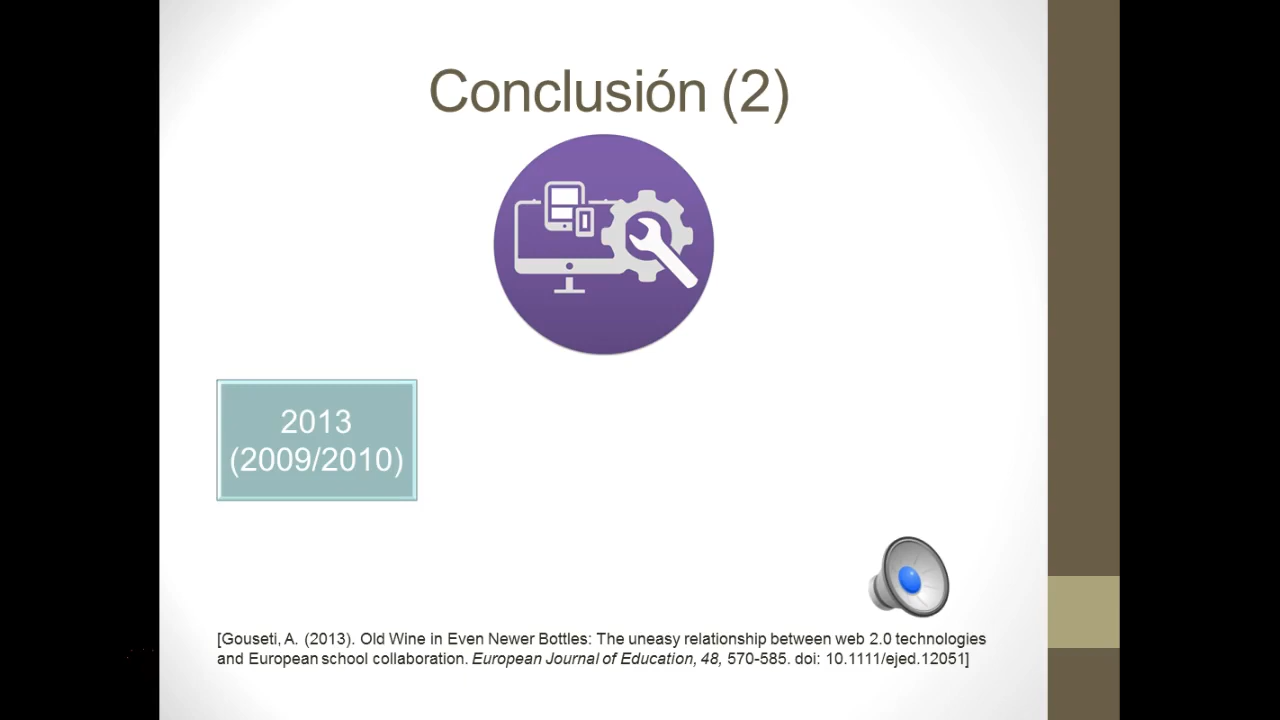 Conclusión (2)
2013
(2009/2010)
[Gouseti, A. (2013). Old Wine in Even Newer Bottles: The uneasy relationship between web 2.0 technologies
and European school collaboration. European Journal of Education, 48, 570-585. doi: 10.1111/ejed.12051]